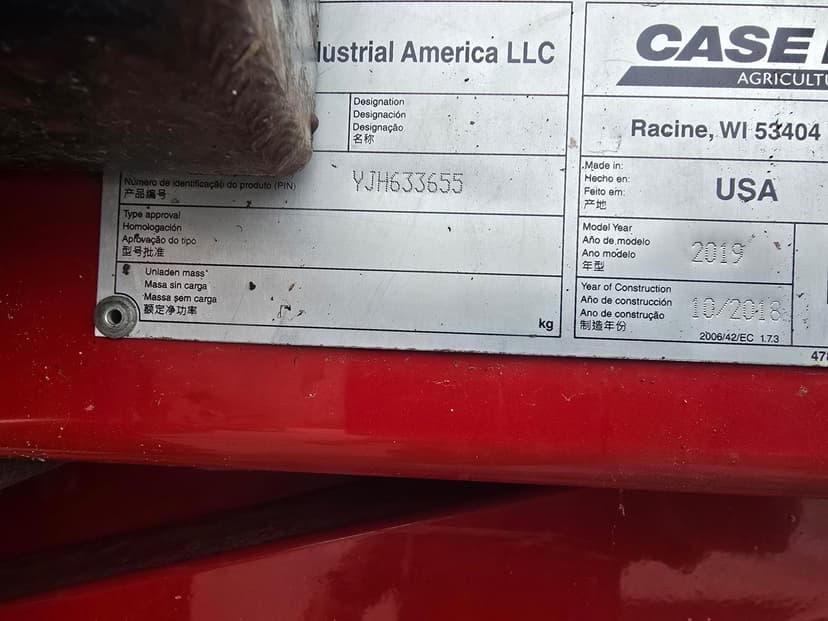 dustrial America LLC
Designation
Designación
Designação
名称
Número de identificação do produto (PIN)
产品编号
YJH633655
Type approval
Homologación
Aprovação do tipo
型号批准
Unladen mass
Masa sin carga
Massa sem carga
额定净功率
kg
CASE
AGRICULTU
Racine, WI 53404
Made in:
Hecho en:
Feito em:
产地
USA
Model Year
Año de modelo
Ano modelo
年型
2019
Year of Construction
Año de construcción
Ano de construção
制造年份
10/2018
2006/42/EC 1.7.3
478